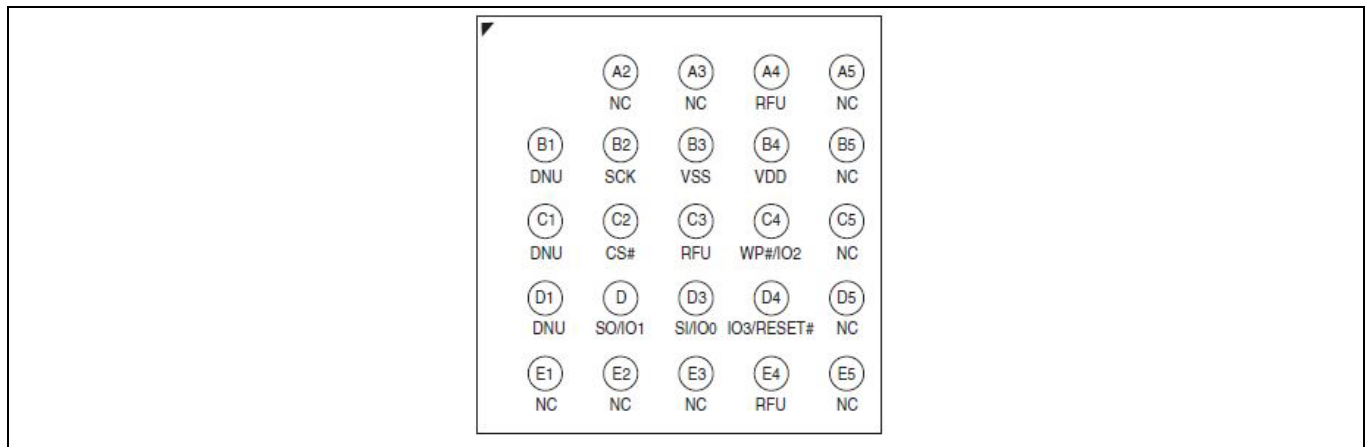 A2 A3 A4 A5
NC NC RFU NC
B1 B2 B3 B4 B5
DNU SCK VSS VDD NC
C1 C2 C3 C4 C5
DNU CS# RFU WP#/IO2 NC
D1 D D3 D4 D5
DNU SO/IO1 SI/IO0 IO3/RESET# NC
E1 E2 E3 E4 E5
NC NC NC RFU NC